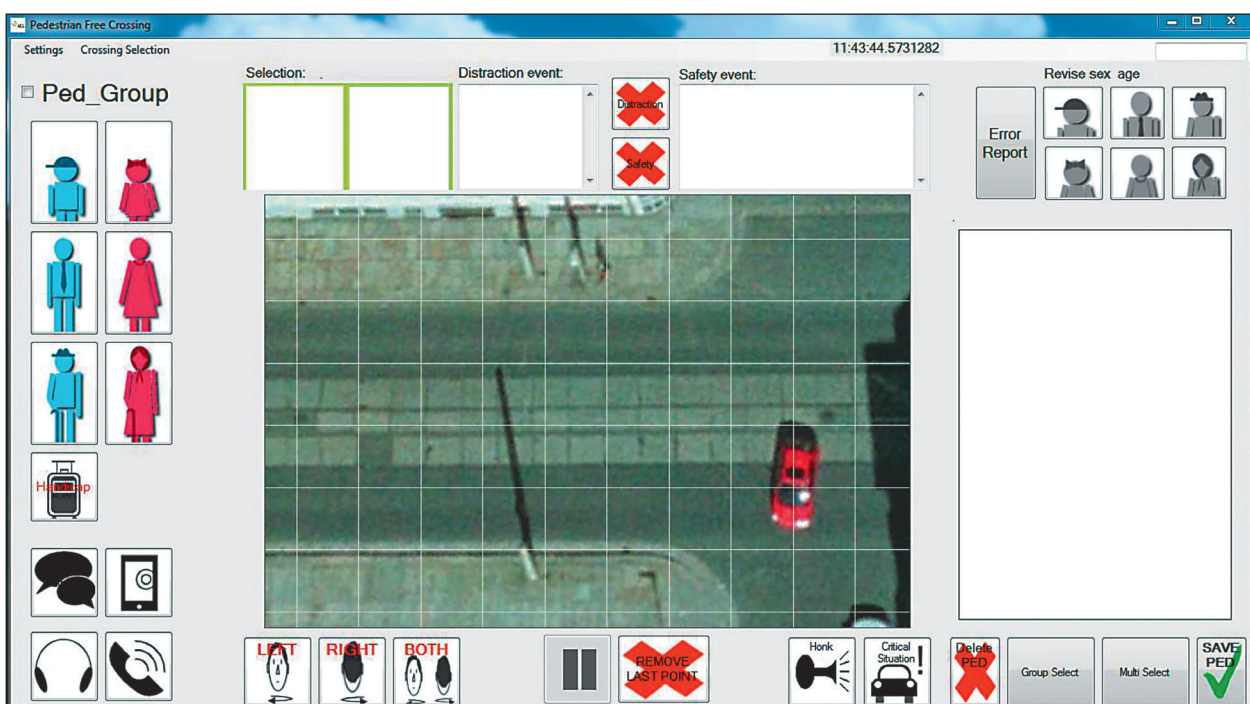 Pedestrian Free Crossing
Settings Crossing Selection
11:43:44.5731282
Ped_Group
Selection:
Distraction event:
Distraction
Safety
Safety event:
Revise sex age
Error
Report
Handicap
LEFT
RIGHT
BOTH
REMOVE
LAST POINT
Honk
Critical
Situation
Delete
PED
Group Select
Multi Select
SAVE
PED